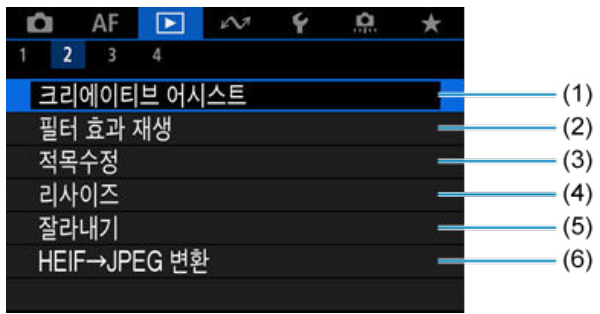 AF
1 2 3 4
크리에이티브 어시스트 (1)
필터 효과 재생 (2)
적목수정 (3)
리사이즈 (4)
잘라내기 (5)
HEIF→JPEG 변환 (6)